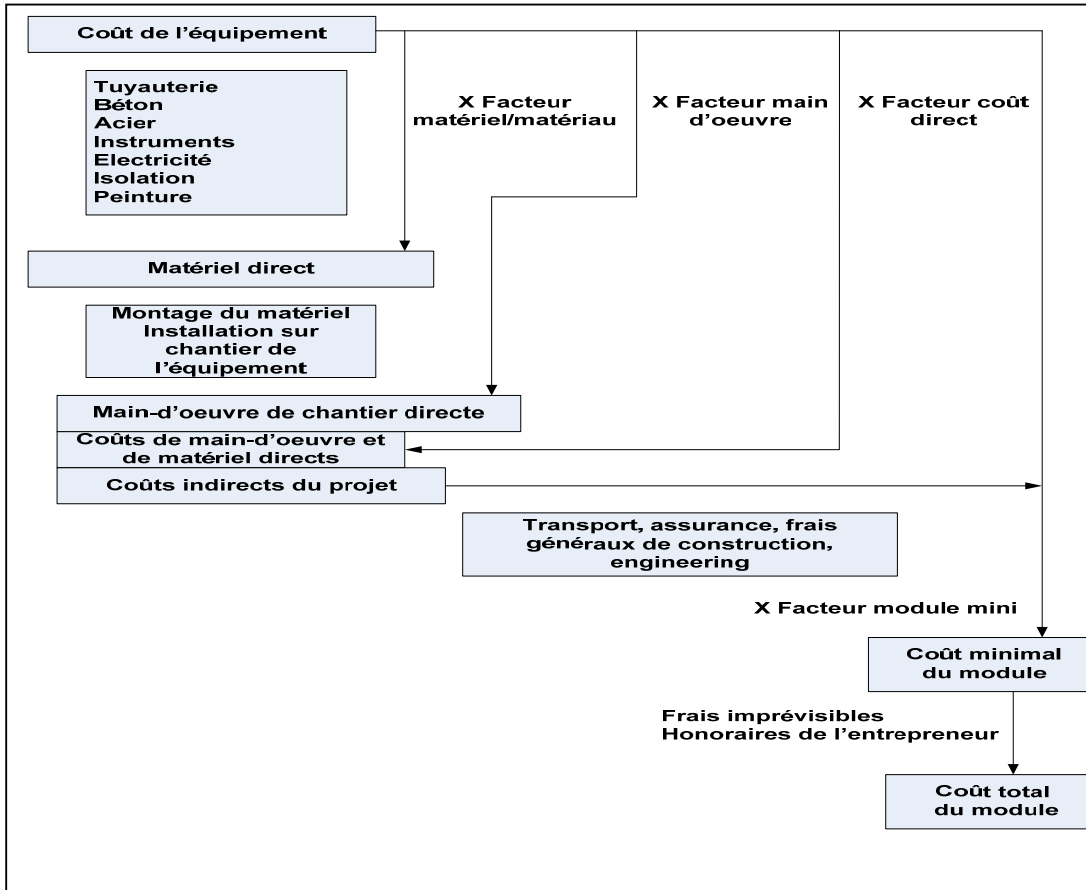 Coût de l'équipement
Tuyauterie
Béton
Acier
Instruments
Electricité
Isolation
Peinture
X Facteur
matériel/matériau
X Facteur main
d'oeuvre
X Facteur coût
direct
Matériel direct
Montage du matériel
Installation sur
chantier de
l'équipement
Main-d'oeuvre de chantier directe
Coûts de main-d'oeuvre et
de matériel directs
Coûts indirects du projet
Transport, assurance, frais
généraux de construction,
engineering
X Facteur module mini
Coût minimal
du module
Frais imprévisibles
Honoraires de l'entrepreneur
Coût total
du module